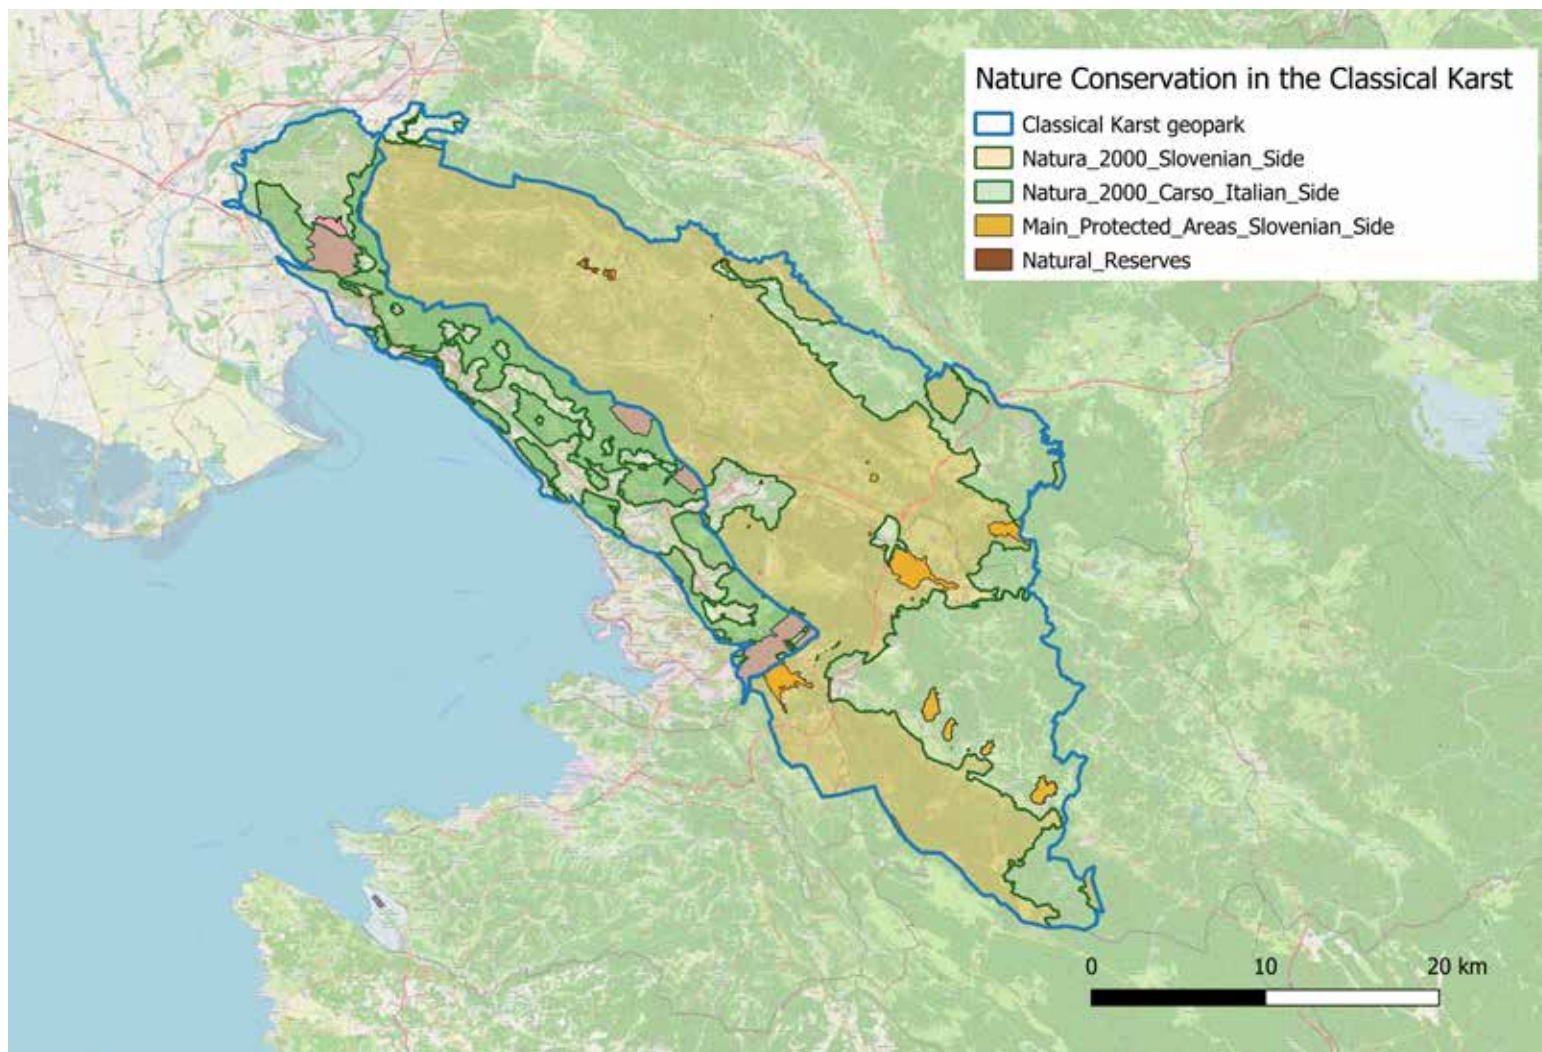 Nature Conservation in the Classical Karst
Classical Karst geopark
Natura_2000_Slovenian_Side
Natura_2000_Carso_Italian_Side
Main_Protected_Areas_Slovenian_Side
Natural_Reserves
0 10 20 km